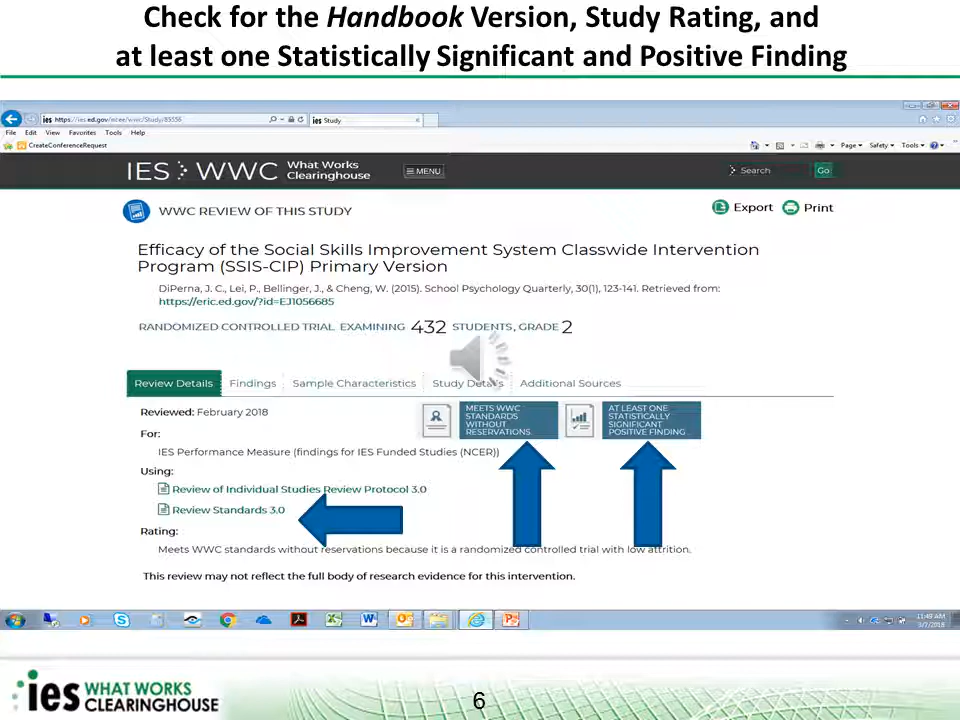 Check for the Handbook Version, Study Rating, and
at least one Statistically Significant and Positive Finding
ies https://ies.ed.gov/ncee/wwc/Study/83556
ies Study
File Edit View Favorites Tools Help
CreateConferenceRequest
Page Safety Tools
IES WWC What Works Clearinghouse
MENU
Search
Go
WWC REVIEW OF THIS STUDY
Export Print
Efficacy of the Social Skills Improvement System Classwide Intervention
Program (SSIS-CIP) Primary Version
DiPerna, J. C., Lei, P., Bellinger, J., & Cheng, W. (2015). School Psychology Quarterly, 30(1), 123-141. Retrieved from:
https://eric.ed.gov/?id=EJ1056685
RANDOMIZED CONTROLLED TRIAL EXAMINING 432 STUDENTS, GRADE 2
Review Details Findings Sample Characteristics Study Details Additional Sources
Reviewed: February 2018
MEETS WWC
STANDARDS
WITHOUT
RESERVATIONS
AT LEAST ONE
STATISTICALLY
SIGNIFICANT
POSITIVE FINDING
For:
IES Performance Measure (findings for IES Funded Studies (NCER))
Using:
Review of Individual Studies Review Protocol 3.0
Review Standards 3.0
Rating:
Meets WWC standards without reservations because it is a randomized controlled trial with low attrition.
This review may not reflect the full body of research evidence for this intervention.
11:49 AM
3/7/2018
ies WHAT WORKS
CLEARINGHOUSE
6